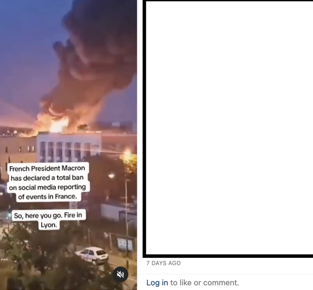 French President Macron
has declared a total ban
on social media reporting
of events in France.
So, here you go. Fire in
Lyon.
7 DAYS AGO
Log in to like or comment.